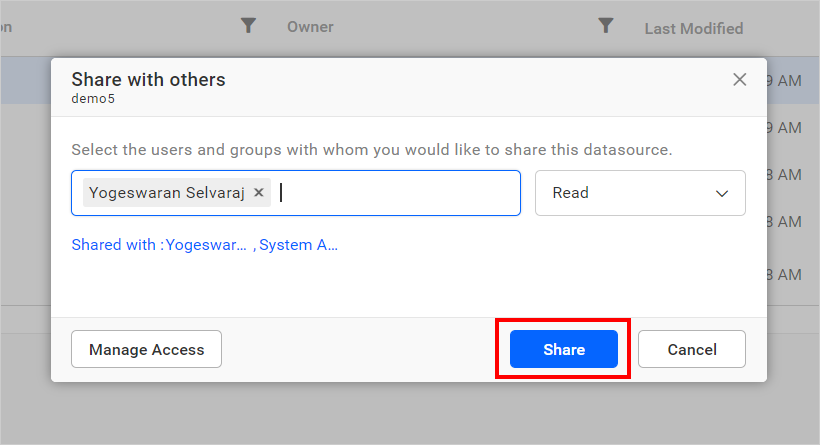 on Owner Last Modified
Share with others
demo5
9 AM
9 AM
Select the users and groups with whom you would like to share this datasource.
8 AM
Yogeswaran Selvaraj × Read
8 AM
Shared with :Yogeswar... , System A...
8 AM
Manage Access Share Cancel